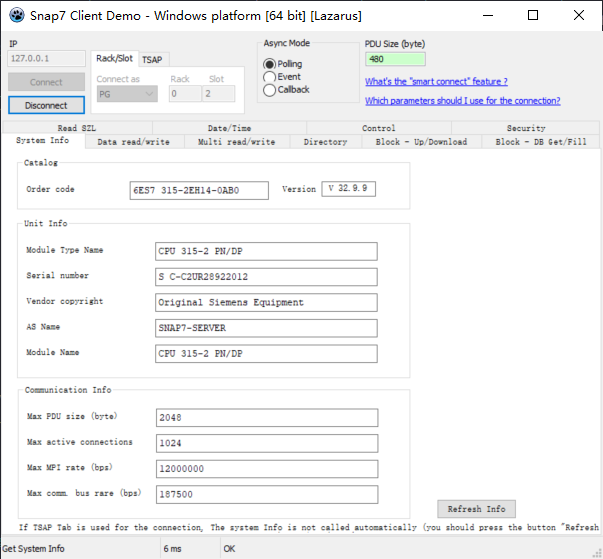 Snap7 Client Demo - Windows platform [64 bit] [Lazarus]
IP
127.0.0.1
Connect
Disconnect
Rack/Slot TSAP
Connect as Rack Slot
PG 0 2
Async Mode
Polling
Event
Callback
PDU Size (byte)
480
What's the "smart connect" feature ?
Which parameters should I use for the connection?
Read SZL Date/Time Control Security
System Info Data read/write Multi read/write Directory Block - Up/Download Block - DB Get/Fill
Catalog
Order code 6ES7 315-2EH14-0AB0 Version V 32.9.9
Unit Info
Module Type Name CPU 315-2 PN/DP
Serial number S C-C2UR28922012
Vendor copyright Original Siemens Equipment
AS Name SNAP7-SERVER
Module Name CPU 315-2 PN/DP
Communication Info
Max PDU size (byte) 2048
Max active connections 1024
Max MPI rate (bps) 12000000
Max comm. bus rare (bps) 187500
Refresh Info
If TSAP Tab is used for the connection, The system Info is not called automatically (you should press the button "Refresh
Get System Info 6 ms OK